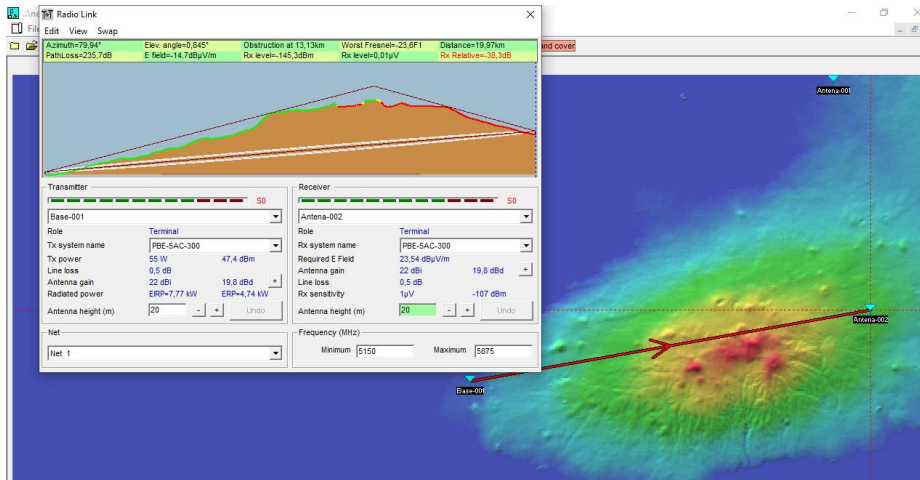 ..\ne
Radio Link
Edit View Swap
Azimuth=79,94° Elev. angle=0,845° Obstruction at 13,13km Worst Fresnel=-23,6F1 Distance=19,97km
PathLoss=235,7dB E field=-14,7dBμV/m Rx level=-145,3dBm Rx level=0,01μV Rx Relative=-38,3dB
nd cover
Antena-001
Transmitter
S0
Base-001
Role Terminal
Tx system name PBE-5AC-300
Tx power 55 W 47,4 dBm
Line loss 0,5 dB
Antenna gain 22 dBi 19,8 dBd +
Radiated power EIRP=7,77 kW ERP=4,74 kW
Antenna height (m) 20 - + Undo
Net
Net 1
Receiver
S0
Antena-002
Role Terminal
Rx system name PBE-5AC-300
Required E Field 23,54 dBμV/m
Antenna gain 22 dBi 19,8 dBd +
Line loss 0,5 dB
Rx sensitivity 1μV -107 dBm
Antenna height (m) 20 - + Undo
Frequency (MHz)
Minimum 5150 Maximum 5875
Antena-002
Base-001